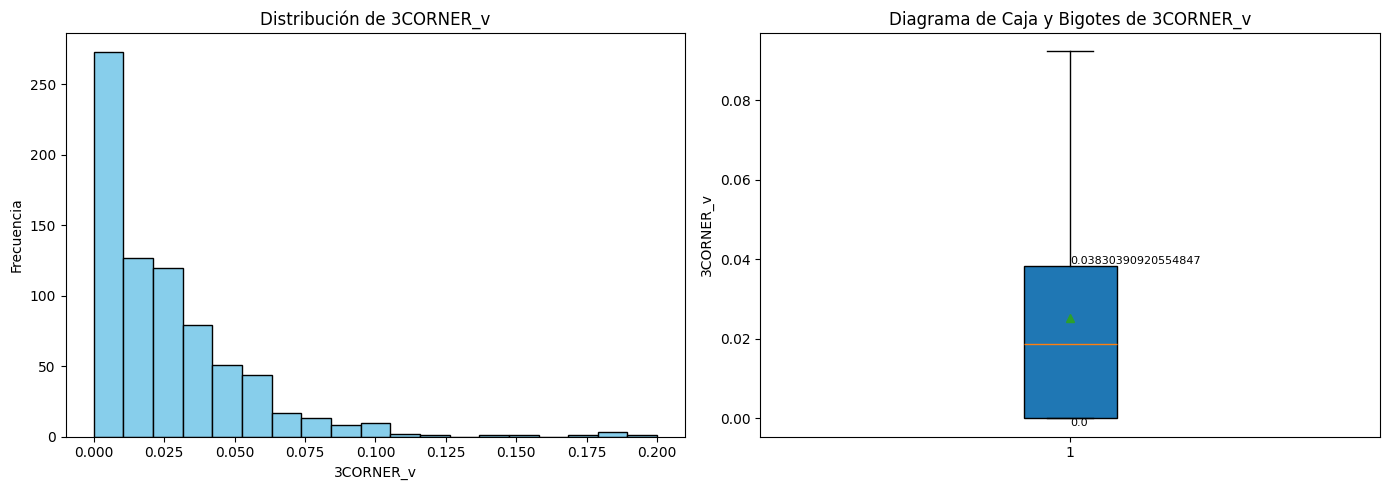 Distribución de 3CORNER_v
Frecuencia
250
200
150
100
50
0
0.000 0.025 0.050 0.075 0.100 0.125 0.150 0.175 0.200
3CORNER_v
Diagrama de Caja y Bigotes de 3CORNER_v
3CORNER_v
0.08
0.06
0.04
0.02
0.00
0.03830390920554847
0.0
1